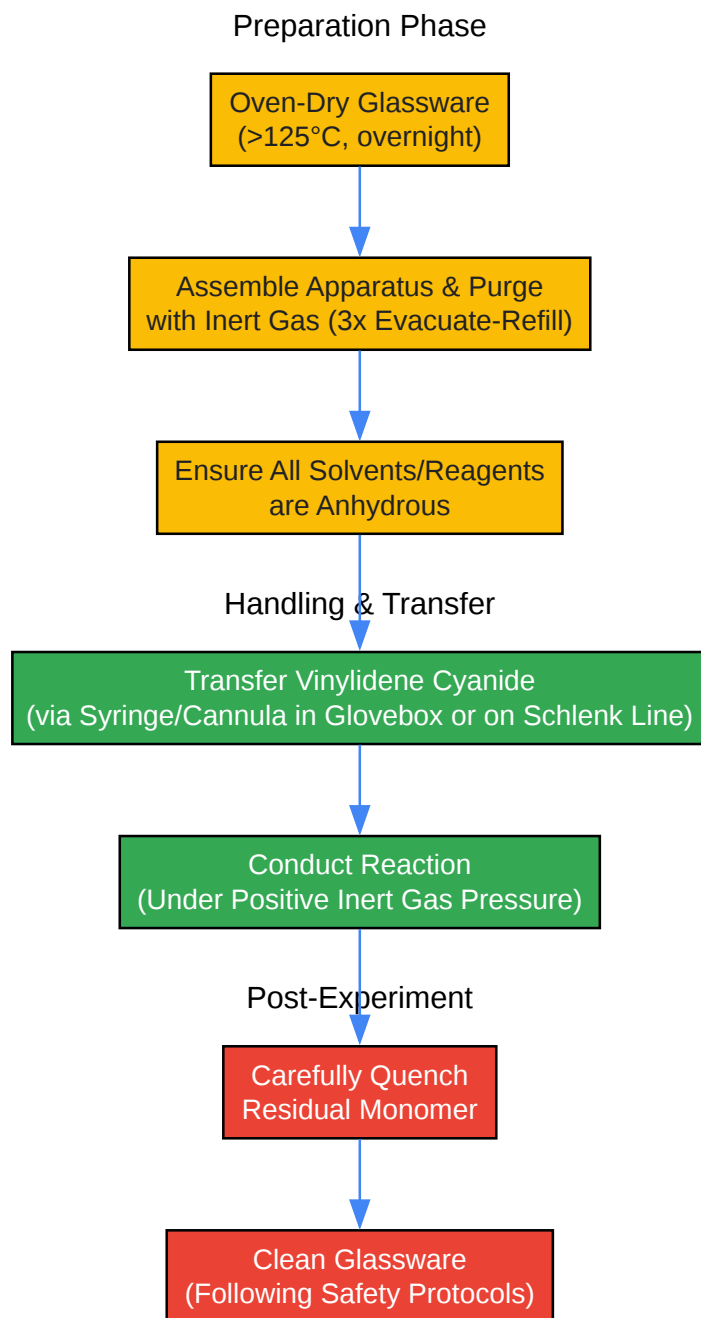 Preparation Phase
Oven-Dry Glassware
(>125°C, overnight)
Assemble Apparatus & Purge
with Inert Gas (3x Evacuate-Refill)
Ensure All Solvents/Reagents
are Anhydrous
Handling & Transfer
Transfer Vinylidene Cyanide
(via Syringe/Cannula in Glovebox or on Schlenk Line)
Conduct Reaction
(Under Positive Inert Gas Pressure)
Post-Experiment
Carefully Quench
Residual Monomer
Clean Glassware
(Following Safety Protocols)